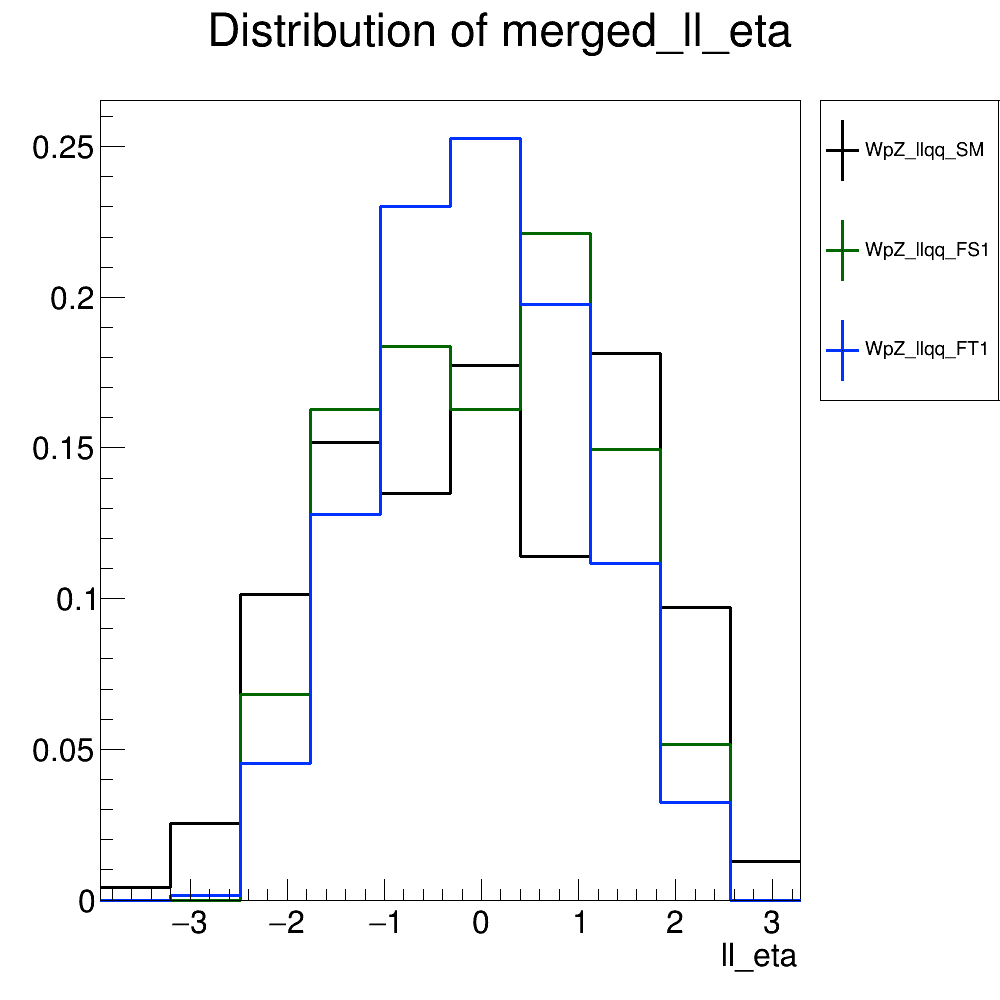 Distribution of merged_ll_eta
0.25
0.2
0.15
0.1
0.05
0
−3 −2 −1 0 1 2 3
ll_eta
WpZ_llqq_SM
WpZ_llqq_FS1
WpZ_llqq_FT1